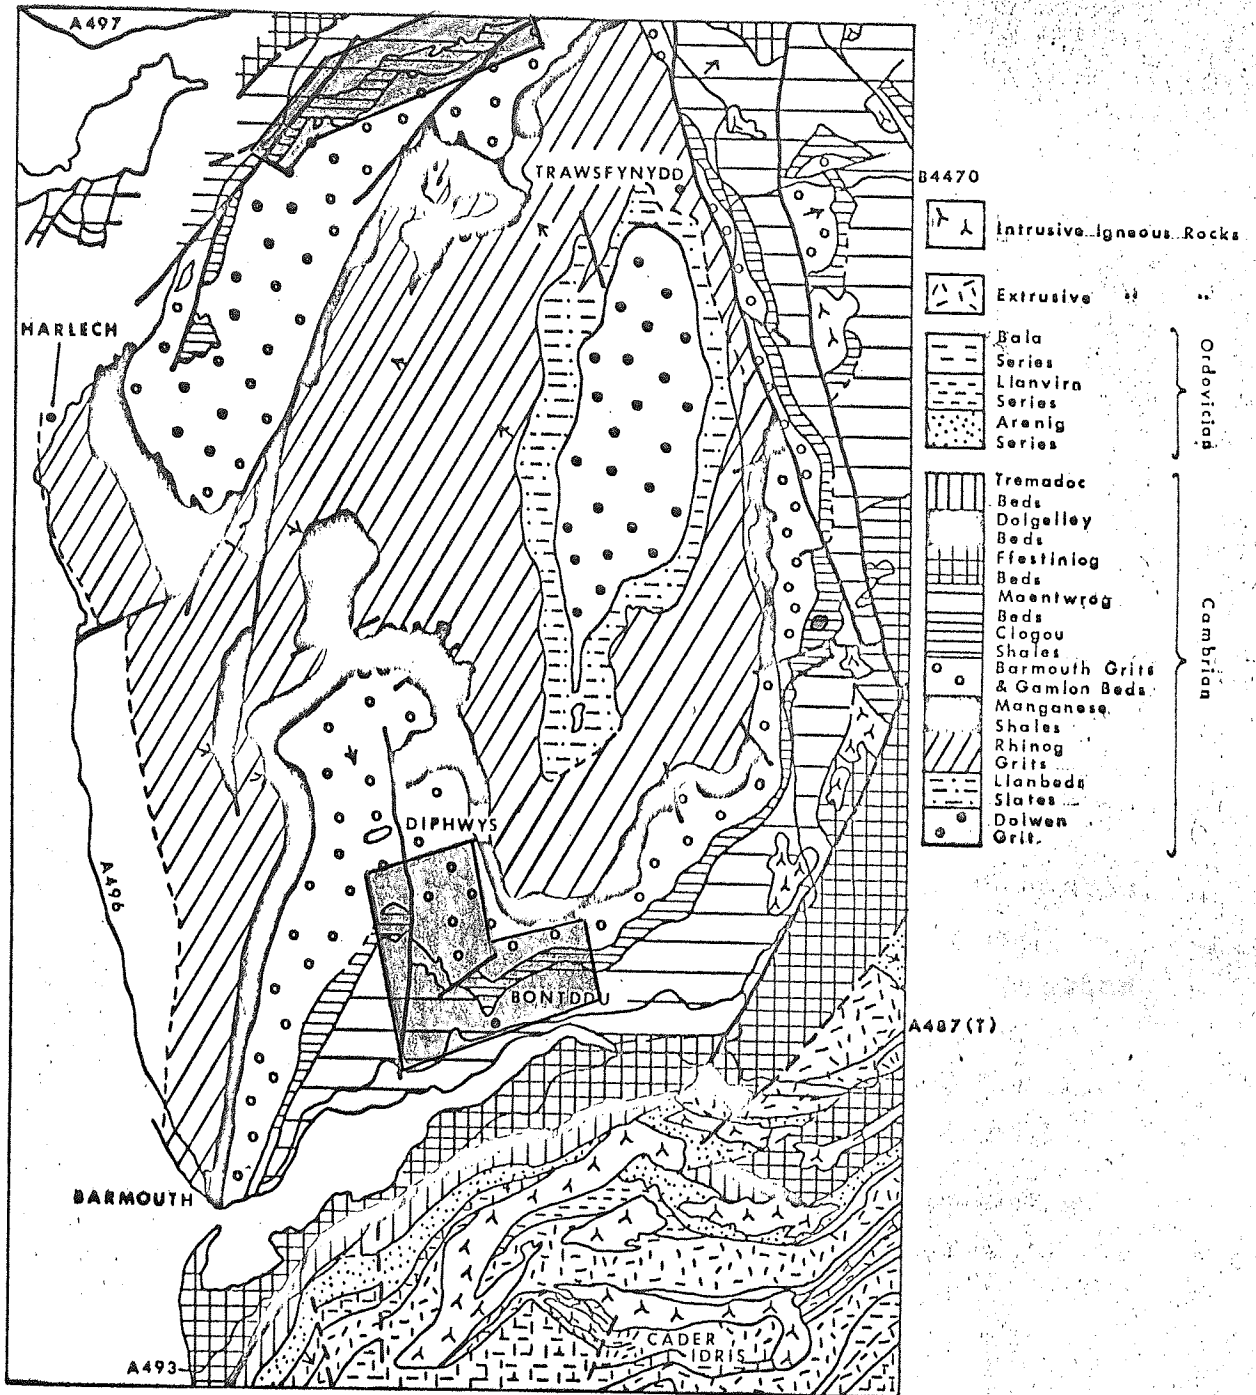 A497
TRAWSFYNYDD
B4470
HARLECH
DIPHWYS
BONTDDU
A496
A487(T)
BARMOUTH
CADER
IDRIS
A493
Intrusive Igneous Rocks
Extrusive " "
Bala
Series
Llanvirn
Series
Arenig
Series
Ordovician
Tremadoc
Beds
Dolgelley
Beds
Ffestiniog
Beds
Maentwrog
Beds
Clogau
Shales
Barmouth Grits
& Gamlan Beds
Manganese
Shales
Rhinog
Grits
Llanbeds
Slates
Dolwen
Grit.
Cambrian